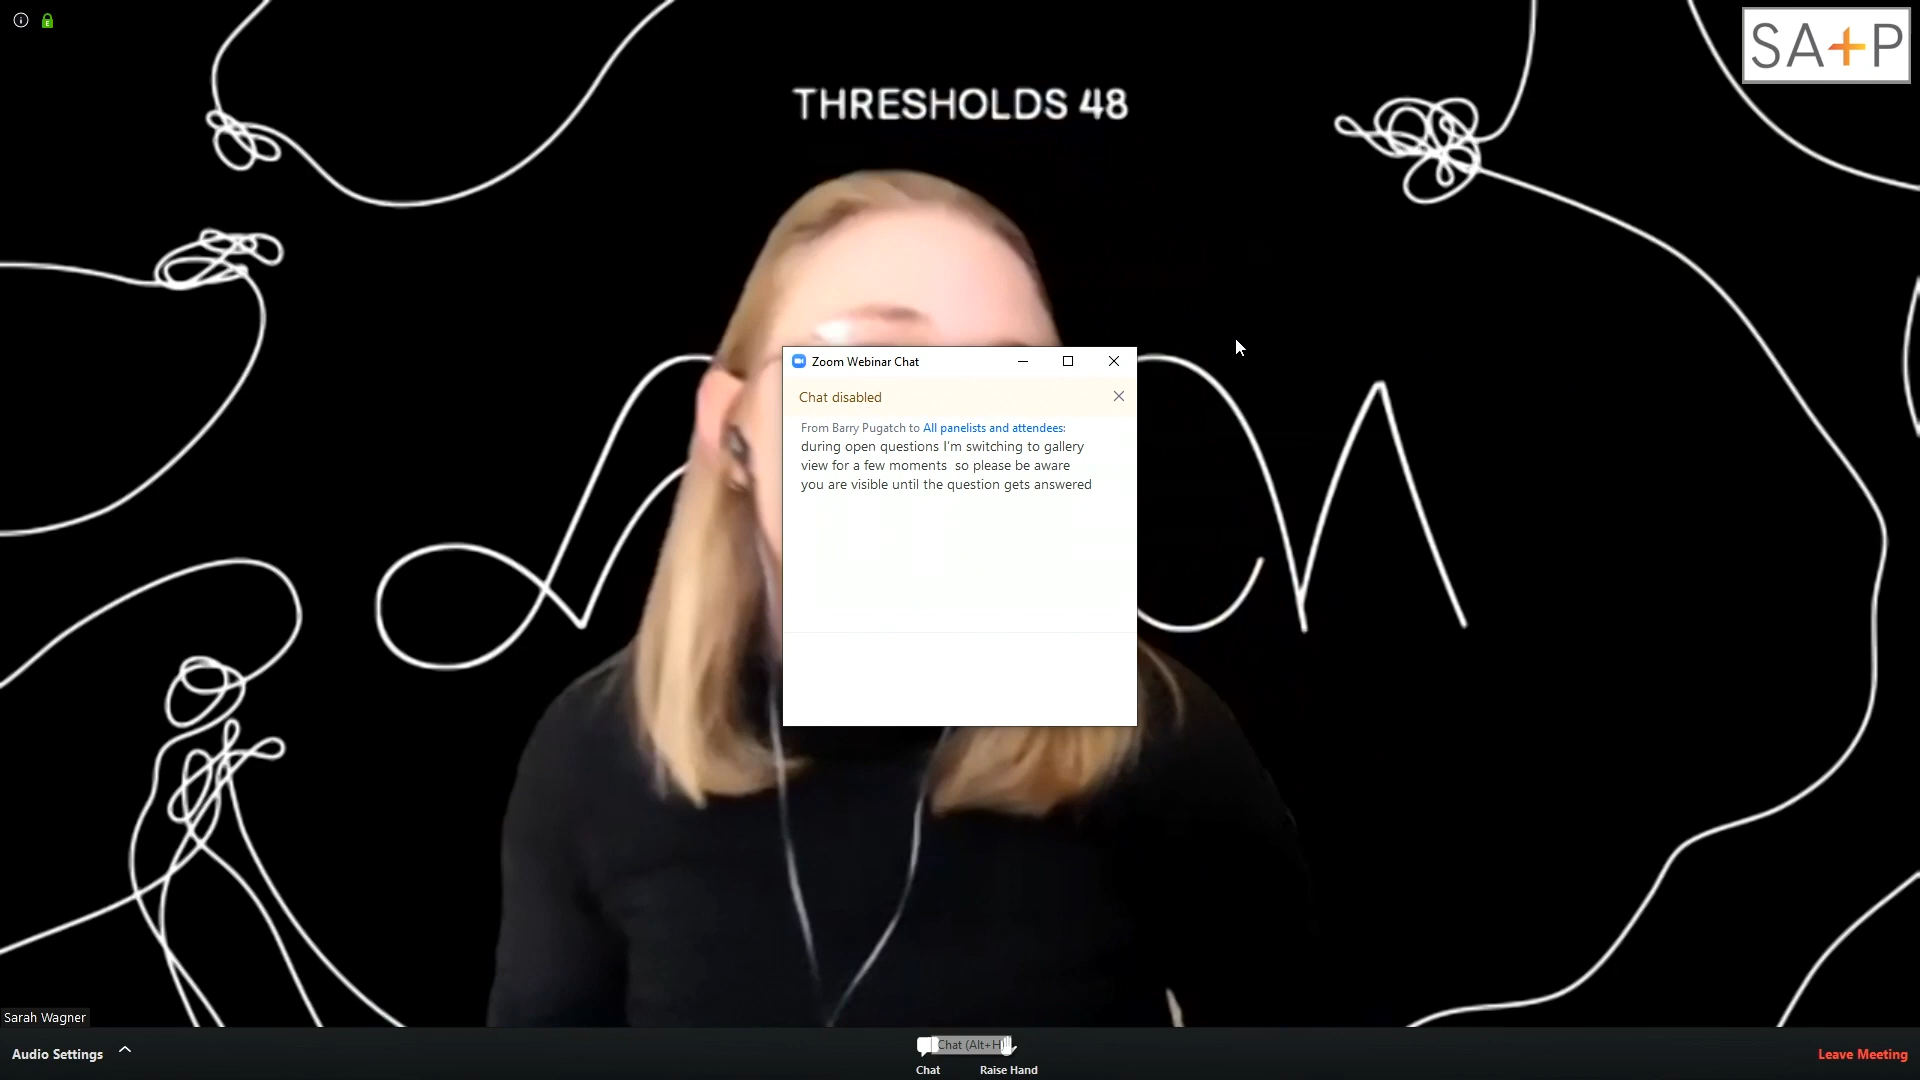 SA+P
THRESHOLDS 48
Zoom Webinar Chat
Chat disabled
From Barry Pugatch to All panelists and attendees:
during open questions I'm switching to gallery
view for a few moments  so please be aware
you are visible until the question gets answered
Sarah Wagner
Audio Settings
Chat (Alt+H)
Chat
Raise Hand
Leave Meeting